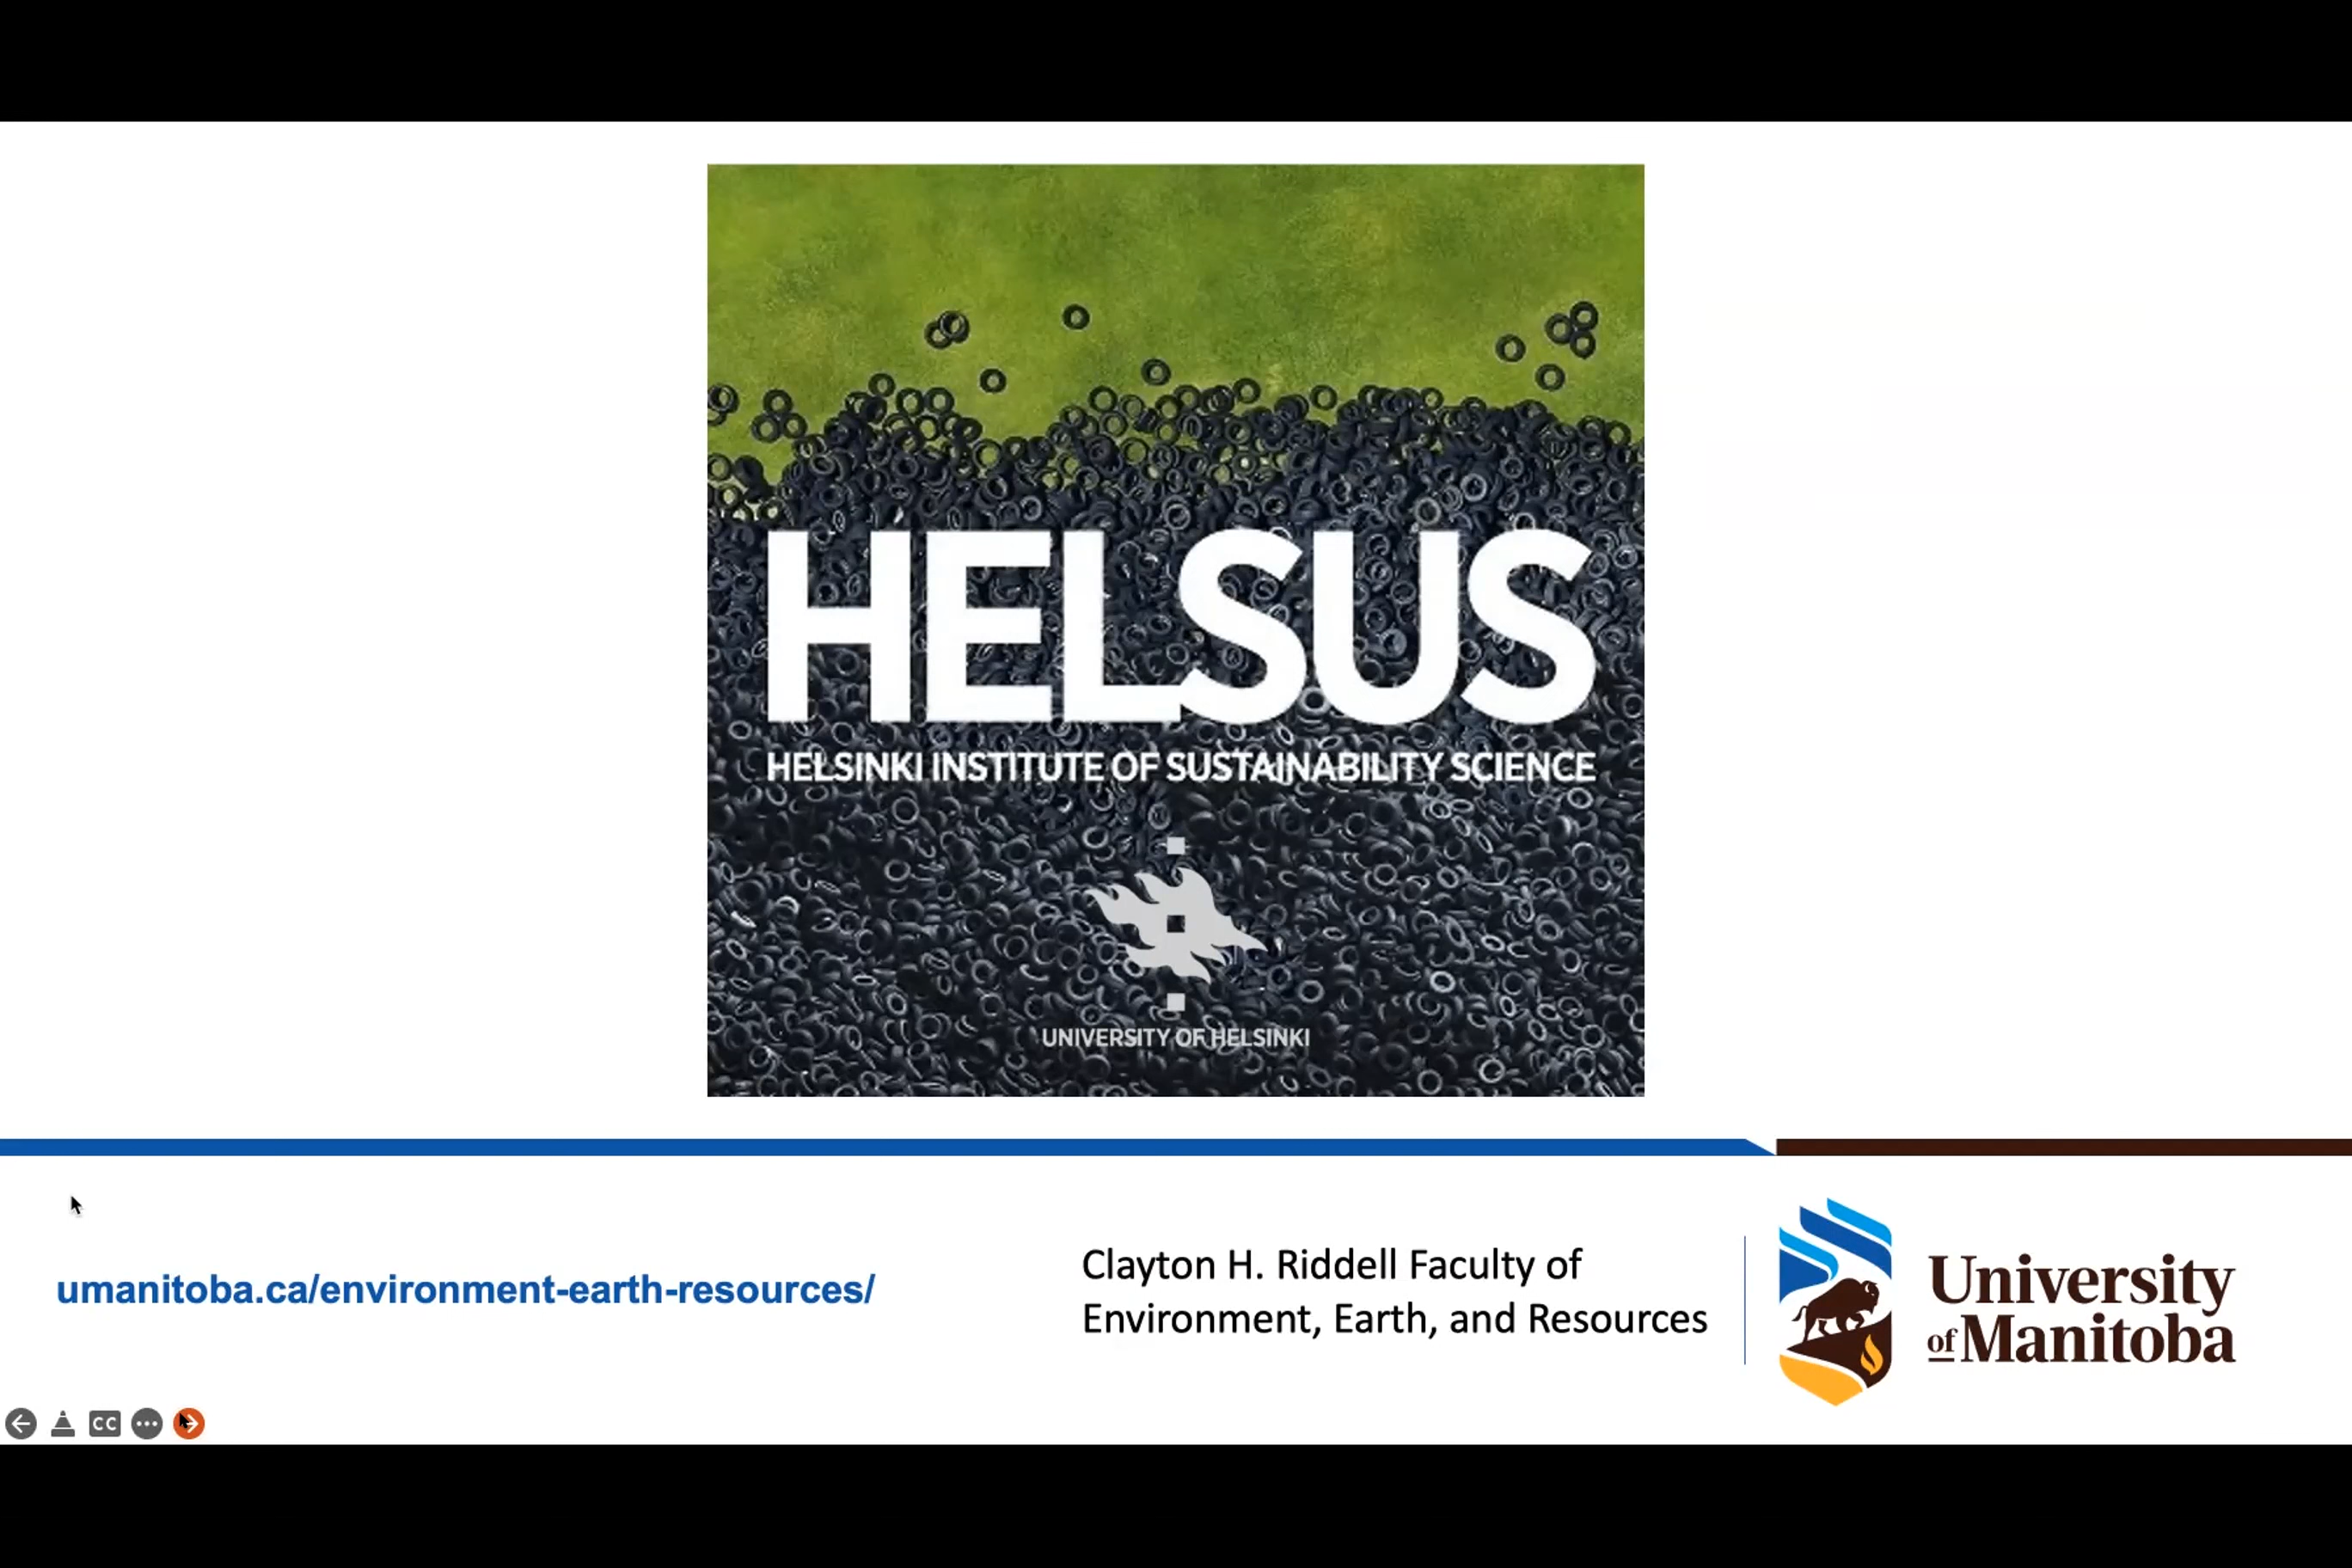 HELSUS
HELSINKI INSTITUTE OF SUSTAINABILITY SCIENCE
UNIVERSITY OF HELSINKI
umanitoba.ca/environment-earth-resources/
Clayton H. Riddell Faculty of
Environment, Earth, and Resources
University
of Manitoba
CC